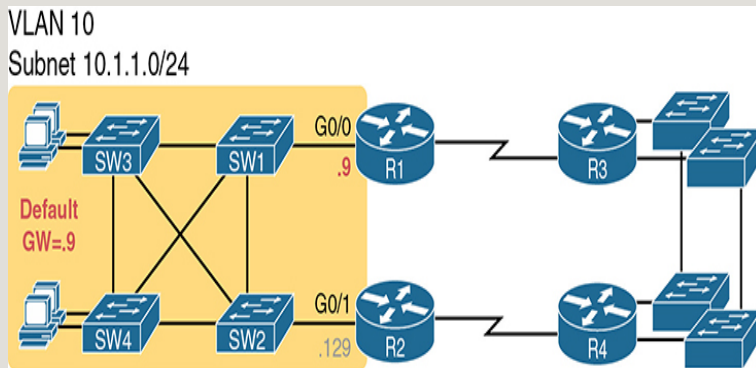 VLAN 10
Subnet 10.1.1.0/24
G0/0
SW3
SW1
.9
R1
R3
Default
GW=.9
G0/1
SW4
SW2
.129
R2
R4